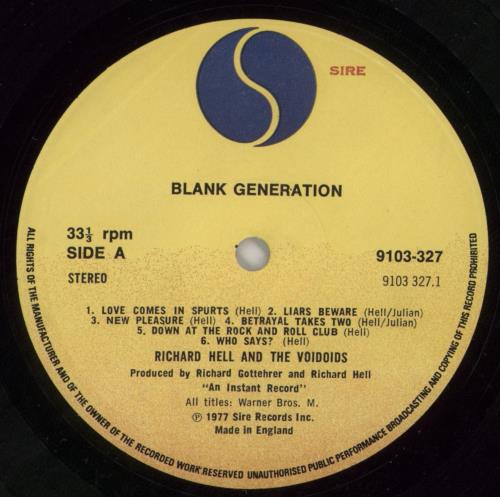 SIRE
BLANK GENERATION
33⅓ rpm
SIDE A
STEREO
9103-327
9103 327.1
1. LOVE COMES IN SPURTS (Hell) 2. LIARS BEWARE (Hell/Julian)
3. NEW PLEASURE (Hell) 4. BETRAYAL TAKES TWO (Hell/Julian)
5. DOWN AT THE ROCK AND ROLL CLUB (Hell)
6. WHO SAYS? (Hell)
RICHARD HELL AND THE VOIDOIDS
Produced by Richard Gottehrer and Richard Hell
"An Instant Record"
All titles: Warner Bros. M.
Ⓟ 1977 Sire Records Inc.
Made in England
ALL RIGHTS OF THE MANUFACTURER AND OF THE OWNER OF THE RECORDED WORK RESERVED UNAUTHORISED PUBLIC PERFORMANCE BROADCASTING AND COPYING OF THIS RECORD PROHIBITED